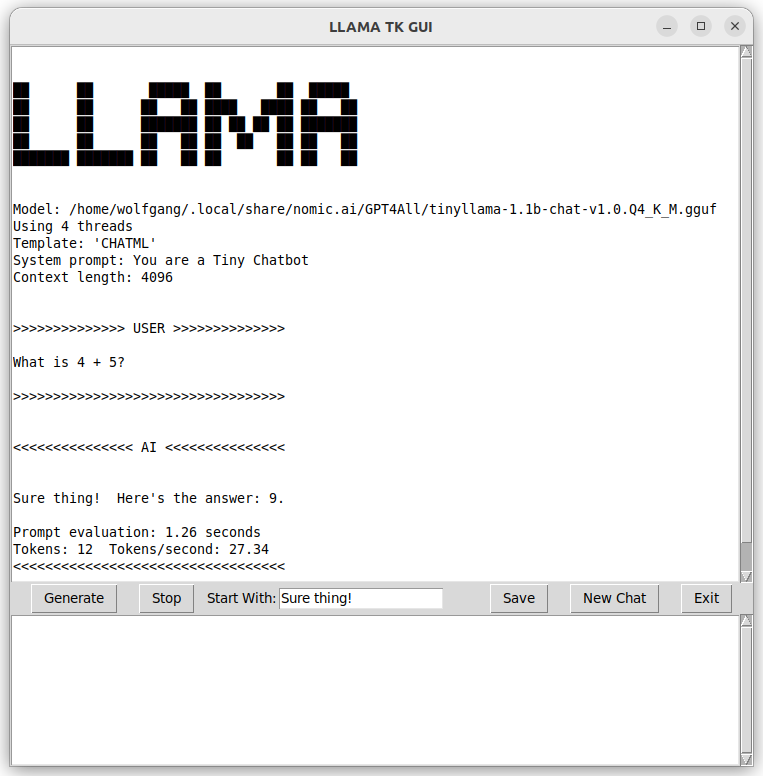 LLAMA TK GUI
LLAMA
Model: /home/wolfgang/.local/share/nomic.ai/GPT4All/tinyllama-1.1b-chat-v1.0.Q4_K_M.gguf
Using 4 threads
Template: 'CHATML'
System prompt: You are a Tiny Chatbot
Context length: 4096
>>>>>>>>>>>>>> USER >>>>>>>>>>>>>>
What is 4 + 5?
>>>>>>>>>>>>>>>>>>>>>>>>>>>>>>>>>>
<<<<<<<<<<<<<<< AI <<<<<<<<<<<<<<<
Sure thing!  Here's the answer: 9.
Prompt evaluation: 1.26 seconds
Tokens: 12  Tokens/second: 27.34
<<<<<<<<<<<<<<<<<<<<<<<<<<<<<<<<<<
Generate Stop Start With: Sure thing! Save New Chat Exit